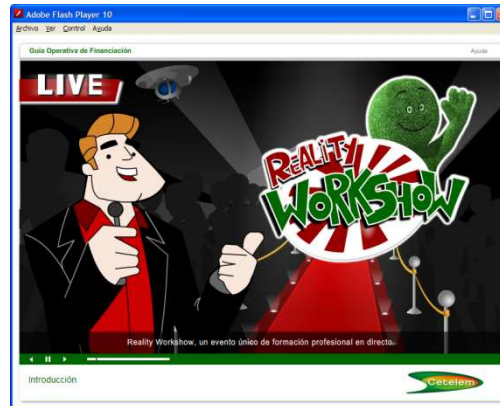 Adobe Flash Player 10
Archivo Ver Control Ayuda
Guía Operativa de Financiación
Ayuda
LIVE
REALITY
WORKSHOW
Reality Workshow, un evento único de formación profesional en directo.
Introducción
Cetelem